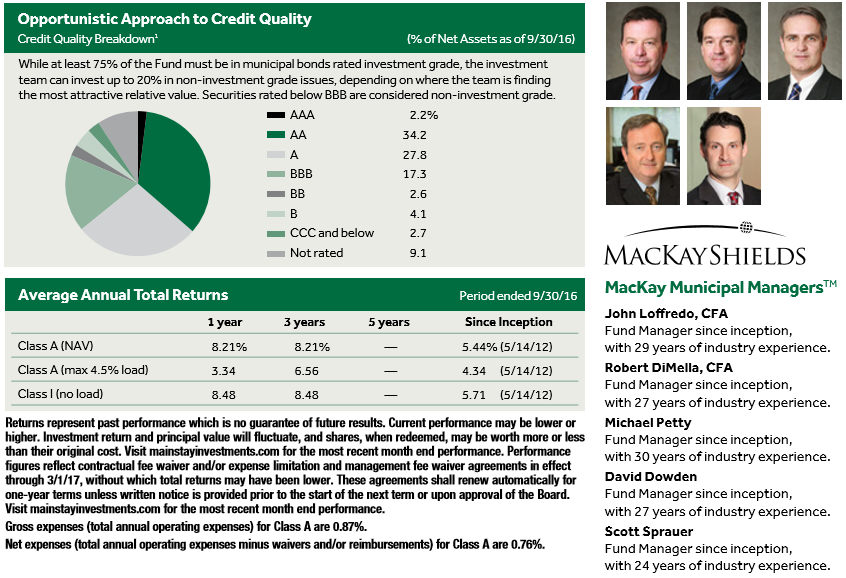 Opportunistic Approach to Credit Quality
Credit Quality Breakdown¹ (% of Net Assets as of 9/30/16)
While at least 75% of the Fund must be in municipal bonds rated investment grade, the investment
team can invest up to 20% in non-investment grade issues, depending on where the team is finding
the most attractive relative value. Securities rated below BBB are considered non-investment grade.
AAA 2.2%
AA 34.2
A 27.8
BBB 17.3
BB 2.6
B 4.1
CCC and below 2.7
Not rated 9.1
Average Annual Total Returns Period ended 9/30/16
1 year 3 years 5 years Since Inception
Class A (NAV) 8.21% 8.21% — 5.44% (5/14/12)
Class A (max 4.5% load) 3.34 6.56 — 4.34 (5/14/12)
Class I (no load) 8.48 8.48 — 5.71 (5/14/12)
Returns represent past performance which is no guarantee of future results. Current performance may be lower or
higher. Investment return and principal value will fluctuate, and shares, when redeemed, may be worth more or less
than their original cost. Visit mainstayinvestments.com for the most recent month end performance. Performance
figures reflect contractual fee waiver and/or expense limitation and management fee waiver agreements in effect
through 3/1/17, without which total returns may have been lower. These agreements shall renew automatically for
one-year terms unless written notice is provided prior to the start of the next term or upon approval of the Board.
Visit mainstayinvestments.com for the most recent month end performance.
Gross expenses (total annual operating expenses) for Class A are 0.87%.
Net expenses (total annual operating expenses minus waivers and/or reimbursements) for Class A are 0.76%.
MACKAY SHIELDS
MacKay Municipal Managers™
John Loffredo, CFA
Fund Manager since inception,
with 29 years of industry experience.
Robert DiMella, CFA
Fund Manager since inception,
with 27 years of industry experience.
Michael Petty
Fund Manager since inception,
with 30 years of industry experience.
David Dowden
Fund Manager since inception,
with 27 years of industry experience.
Scott Sprauer
Fund Manager since inception,
with 24 years of industry experience.